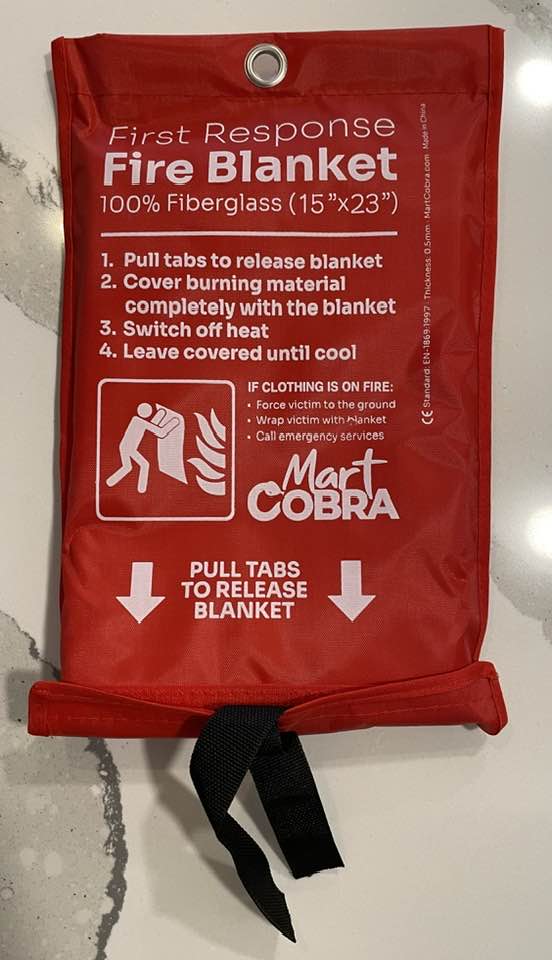 First Response
Fire Blanket
100% Fiberglass (15”x23”)
1. Pull tabs to release blanket
2. Cover burning material
completely with the blanket
3. Switch off heat
4. Leave covered until cool
IF CLOTHING IS ON FIRE:
• Force victim to the ground
• Wrap victim with blanket
• Call emergency services
Mart
COBRA
PULL TABS
TO RELEASE
BLANKET
CE Standard: EN-1869:1997 · Thickness: 0.5mm · MartCobra.com · Made in China